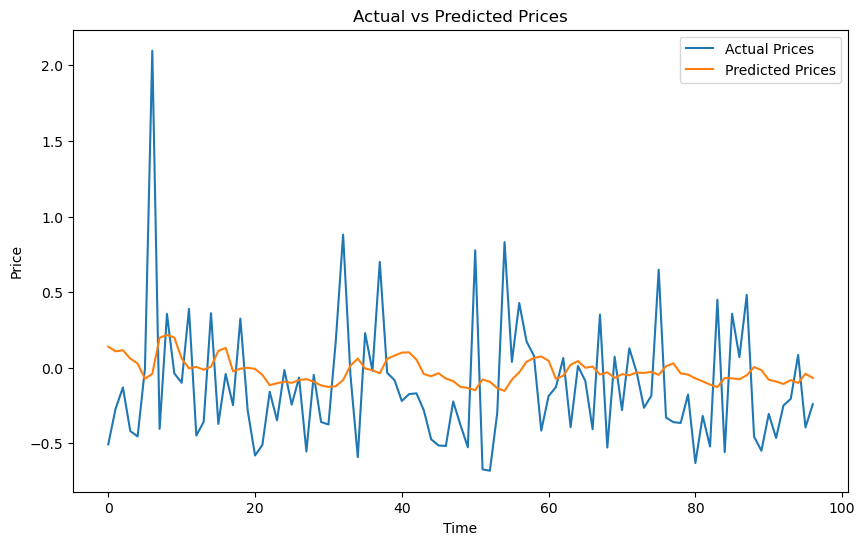 Actual vs Predicted Prices
Actual Prices
Predicted Prices
2.0
1.5
1.0
0.5
0.0
−0.5
Price
0 20 40 60 80 100
Time